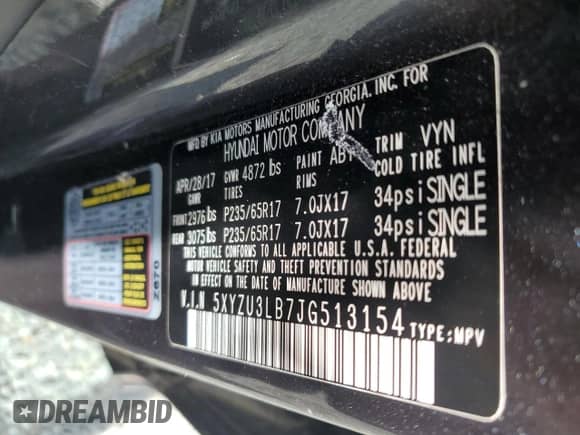 MFG BY KIA MOTORS MANUFACTURING GEORGIA. INC. FOR
HYUNDAI MOTOR COMPANY
APR/28/17 GVWR 4872 lbs PAINT TRIM VYN
GAWR TIRES RIMS COLD TIRE INFL
FRONT 2976 lbs P235/65R17 7.0JX17 34psi SINGLE
REAR 3075 lbs P235/65R17 7.0JX17 34psi SINGLE
THIS VEHICLE CONFORMS TO ALL APPLICABLE U.S.A. FEDERAL
MOTOR VEHICLE SAFETY AND THEFT PREVENTION STANDARDS
IN EFFECT ON THE DATE OF MANUFACTURE SHOWN ABOVE.
V.I.N 5XYZU3LB7JG513154 TYPE:MPV
Z670
DREAMBID